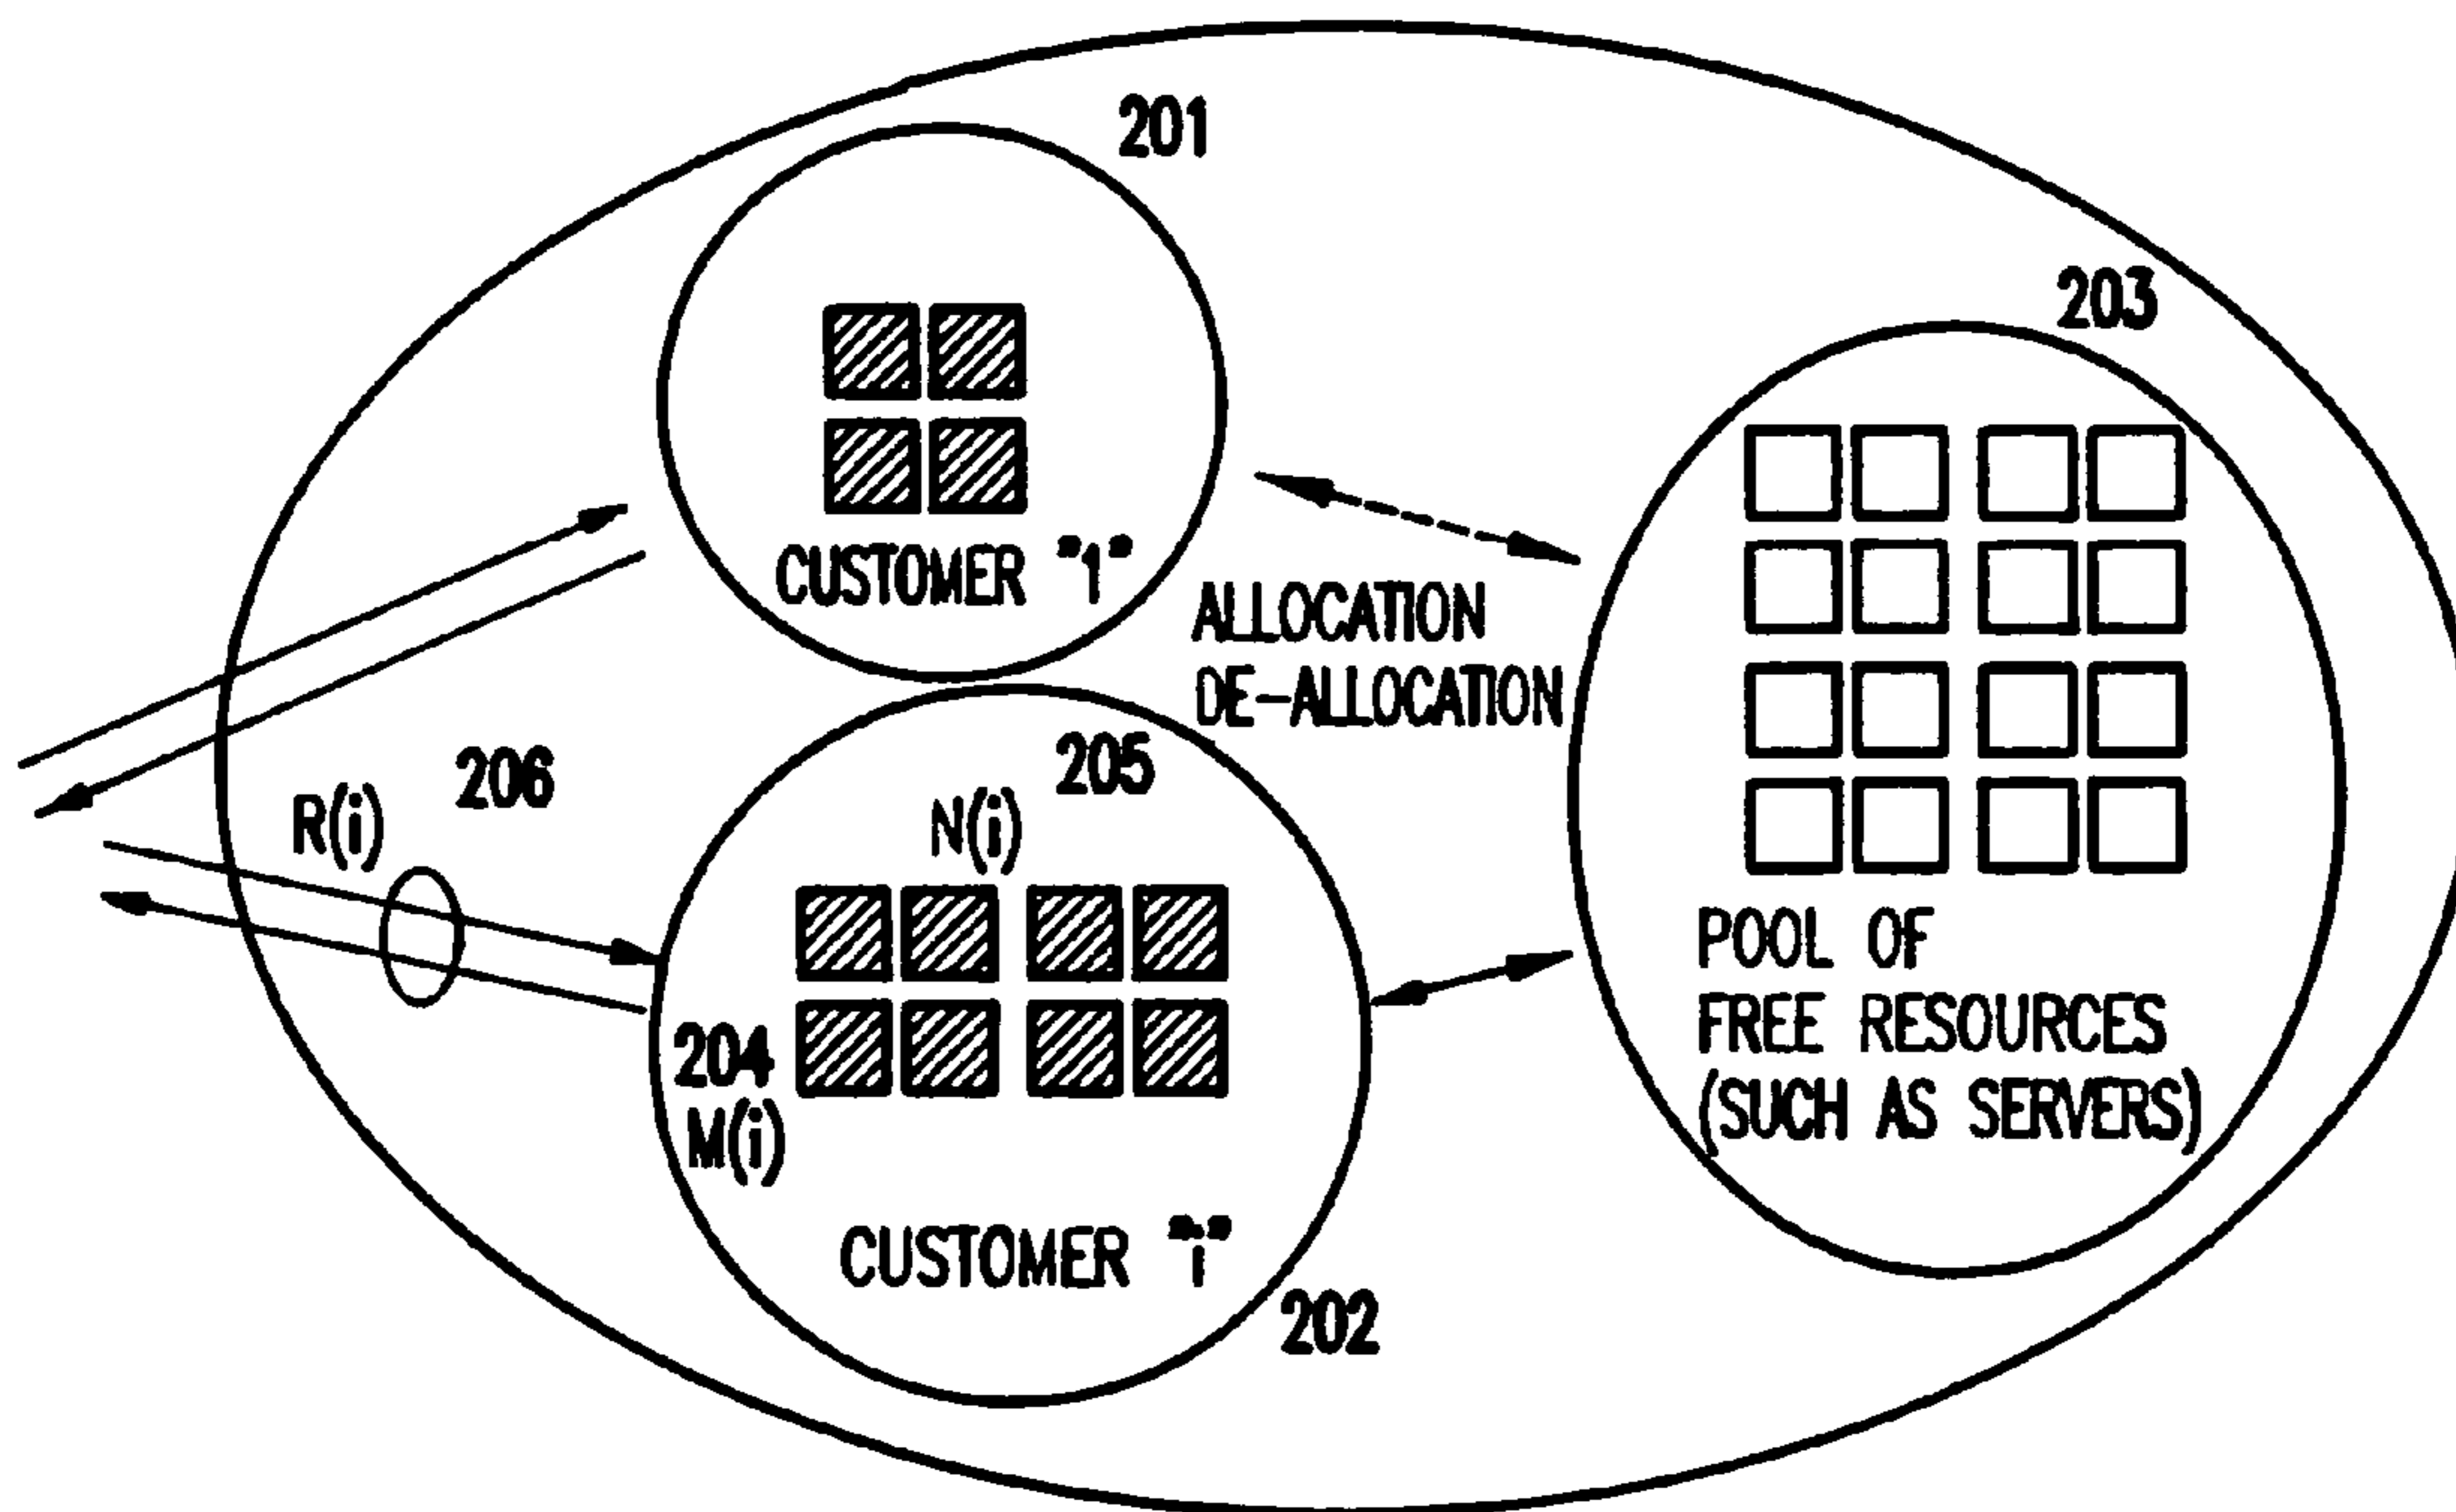 201
203
CUSTOMER "1"
ALLOCATION
DE-ALLOCATION
206
R(i)
205
N(i)
204
M(i)
POOL OF
FREE RESOURCES
(SUCH AS SERVERS)
CUSTOMER "i"
202